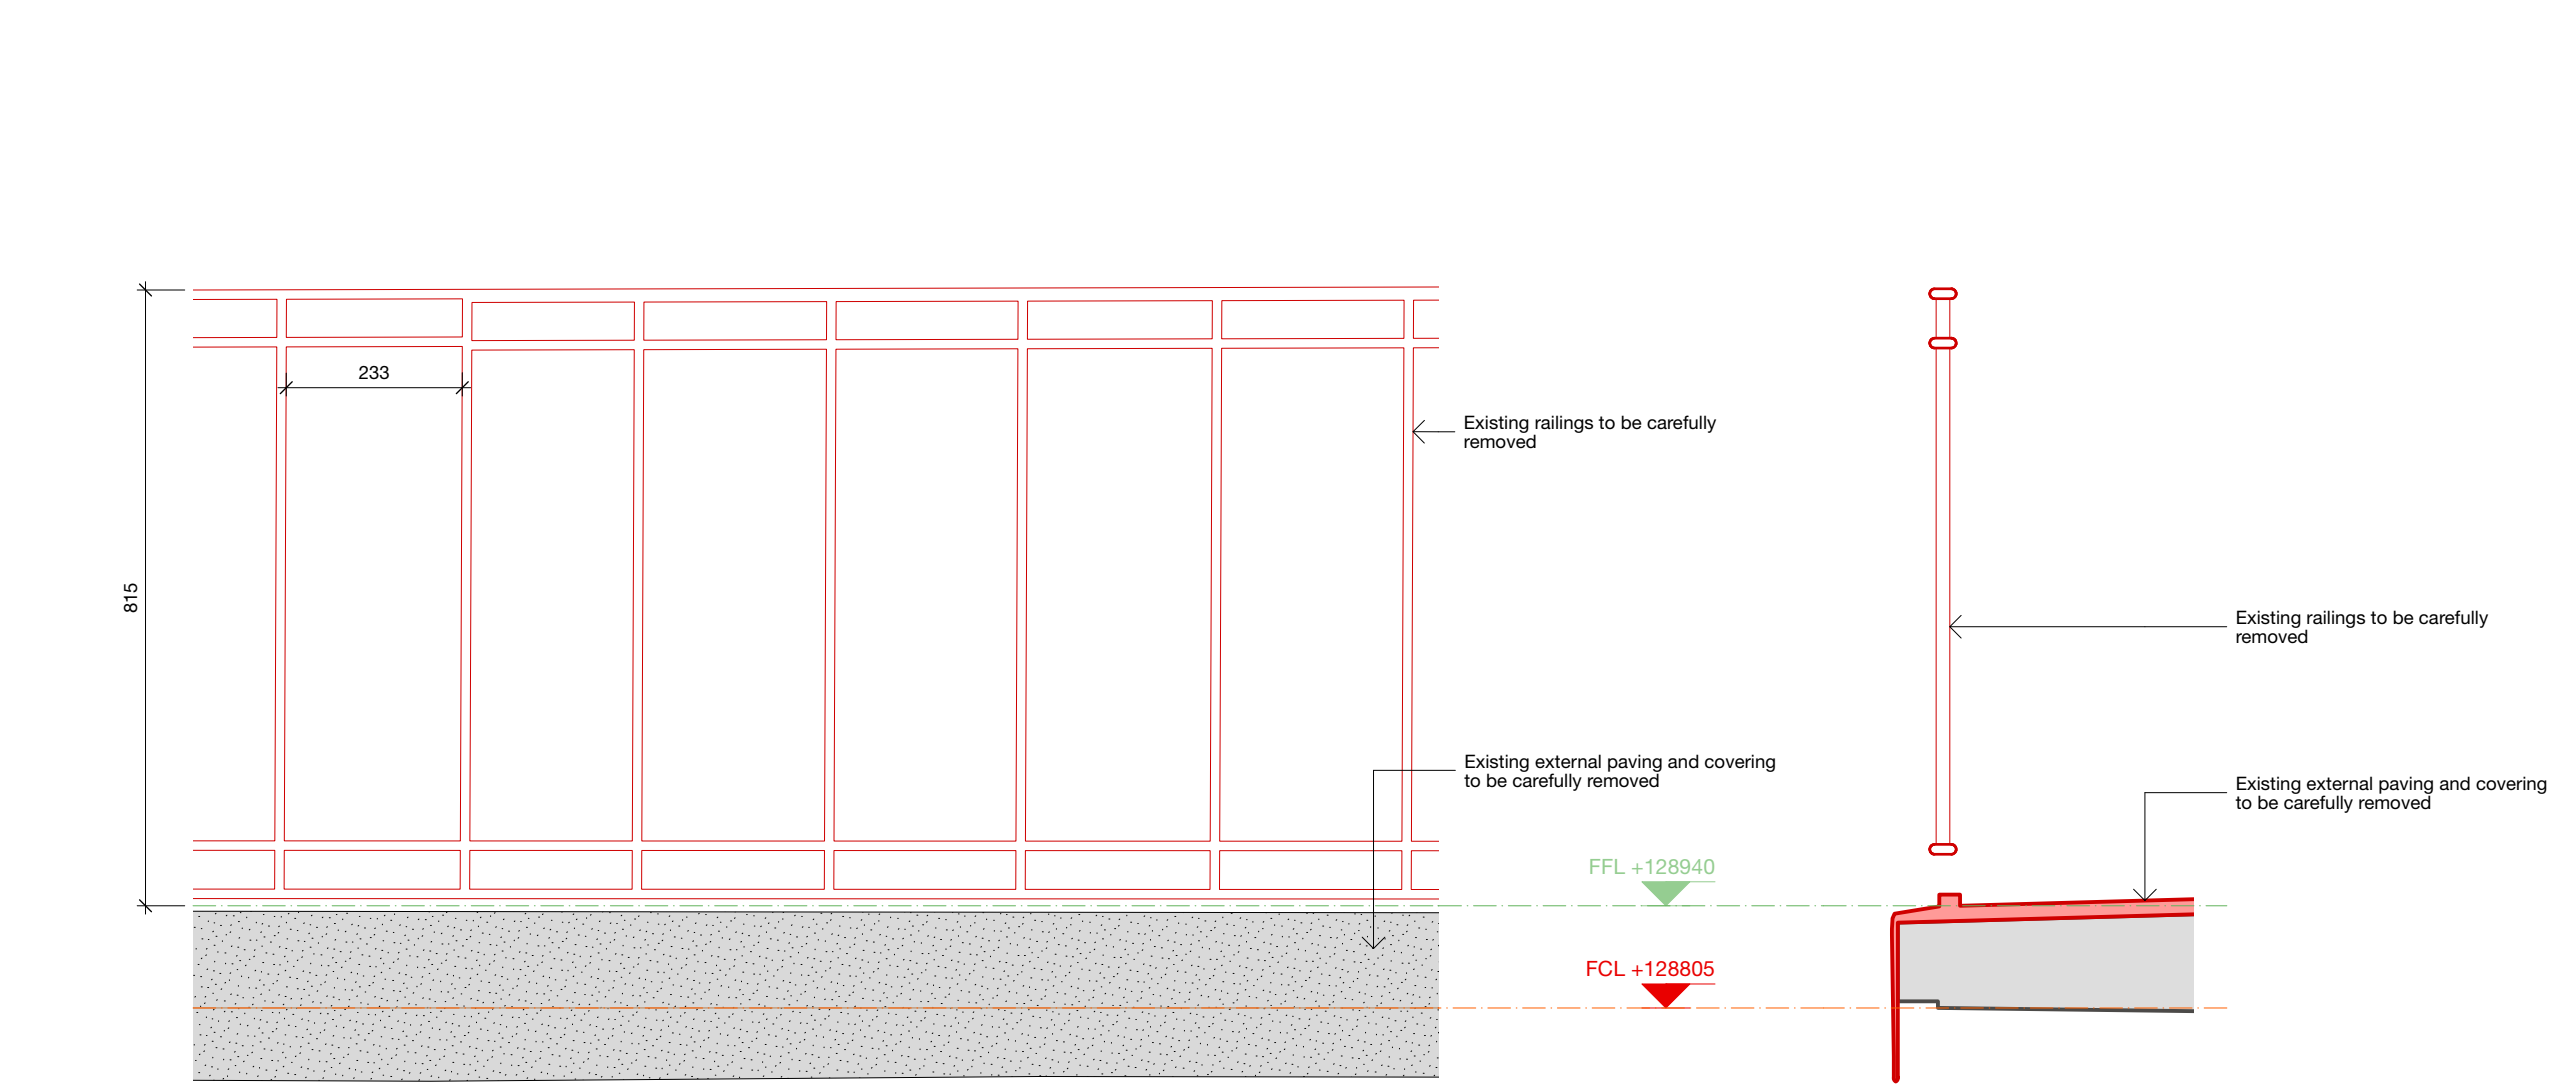 815
233
Existing railings to be carefully
removed
Existing external paving and covering
to be carefully removed
FFL +128940
FCL +128805
Existing railings to be carefully
removed
Existing external paving and covering
to be carefully removed